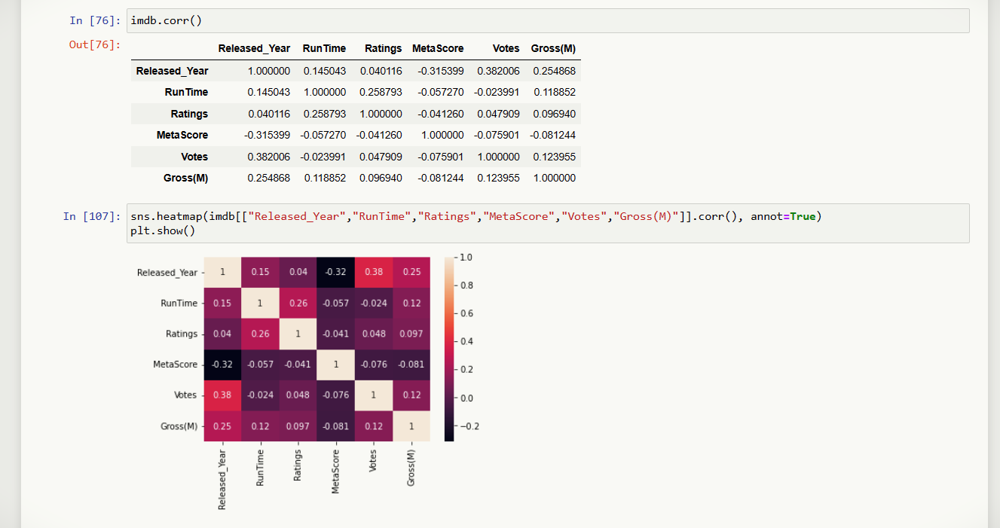 In [76]: imdb.corr()
Out[76]:
Released_Year RunTime Ratings MetaScore Votes Gross(M)
Released_Year 1.000000 0.145043 0.040116 -0.315399 0.382006 0.254868
RunTime 0.145043 1.000000 0.258793 -0.057270 -0.023991 0.118852
Ratings 0.040116 0.258793 1.000000 -0.041260 0.047909 0.096940
MetaScore -0.315399 -0.057270 -0.041260 1.000000 -0.075901 -0.081244
Votes 0.382006 -0.023991 0.047909 -0.075901 1.000000 0.123955
Gross(M) 0.254868 0.118852 0.096940 -0.081244 0.123955 1.000000
In [107]: sns.heatmap(imdb[["Released_Year","RunTime","Ratings","MetaScore","Votes","Gross(M)"]].corr(), annot=True)
plt.show()
Released_Year 1 0.15 0.04 -0.32 0.38 0.25
RunTime 0.15 1 0.26 -0.057 -0.024 0.12
Ratings 0.04 0.26 1 -0.041 0.048 0.097
MetaScore -0.32 -0.057 -0.041 1 -0.076 -0.081
Votes 0.38 -0.024 0.048 -0.076 1 0.12
Gross(M) 0.25 0.12 0.097 -0.081 0.12 1
Released_Year RunTime Ratings MetaScore Votes Gross(M)
1.0
0.8
0.6
0.4
0.2
0.0
−0.2